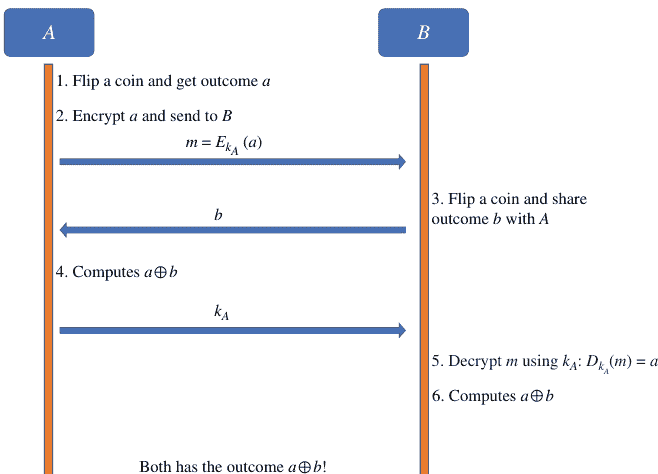 A
B
1. Flip a coin and get outcome a
2. Encrypt a and send to B
m = E_{k_A} (a)
3. Flip a coin and share
outcome b with A
b
4. Computes a⊕b
k_A
5. Decrypt m using k_A: D_{k_A}(m) = a
6. Computes a⊕b
Both has the outcome a⊕b!